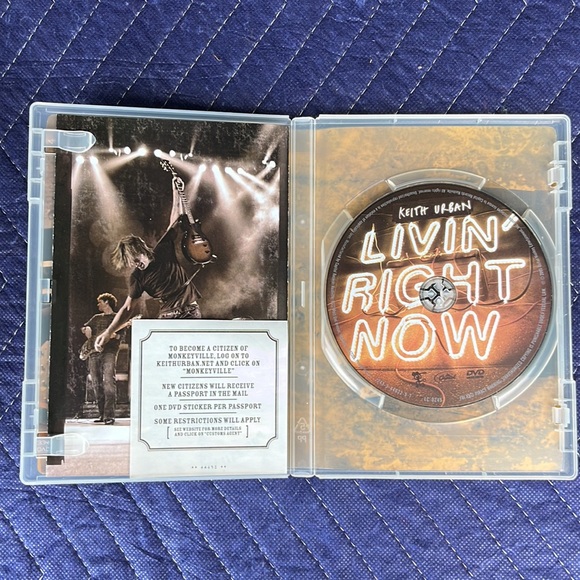 TO BECOME A CITIZEN OF
MONKEYVILLE, LOG ON TO
KEITHURBAN.NET AND CLICK ON
"MONKEYVILLE"
NEW CITIZENS WILL RECEIVE
A PASSPORT IN THE MAIL
ONE DVD STICKER PER PASSPORT
SOME RESTRICTIONS WILL APPLY
[SEE WEBSITE FOR MORE DETAILS
AND CLICK ON "CUSTOMS AGENT"]
KEITH URBAN
LIVIN'
RIGHT
NOW
DVD